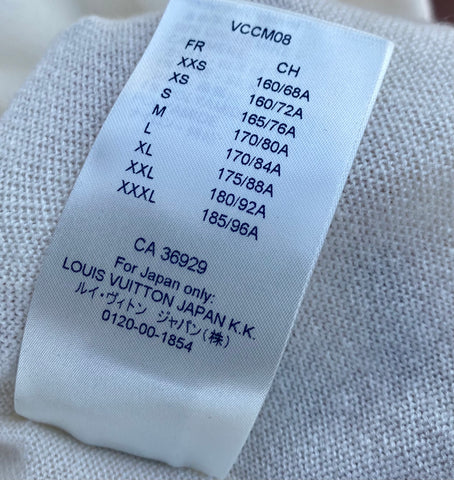 VCCM08
FR CH
XXS 160/68A
XS 160/72A
S 165/76A
M 170/80A
L 170/84A
XL 175/88A
XXL 180/92A
XXXL 185/96A
CA 36929
For Japan only:
LOUIS VUITTON JAPAN K.K.
ルイ・ヴィトン ジャパン(株)
0120-00-1854